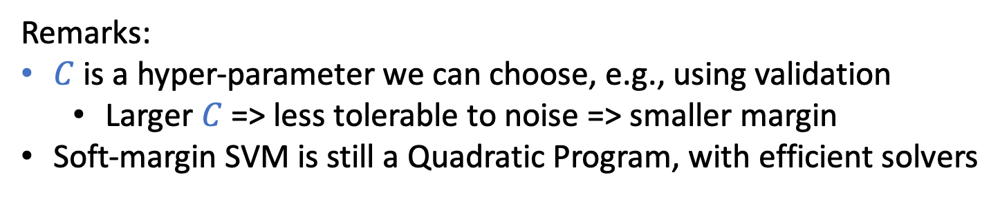 Remarks:
• C is a hyper-parameter we can choose, e.g., using validation
• Larger C => less tolerable to noise => smaller margin
• Soft-margin SVM is still a Quadratic Program, with efficient solvers